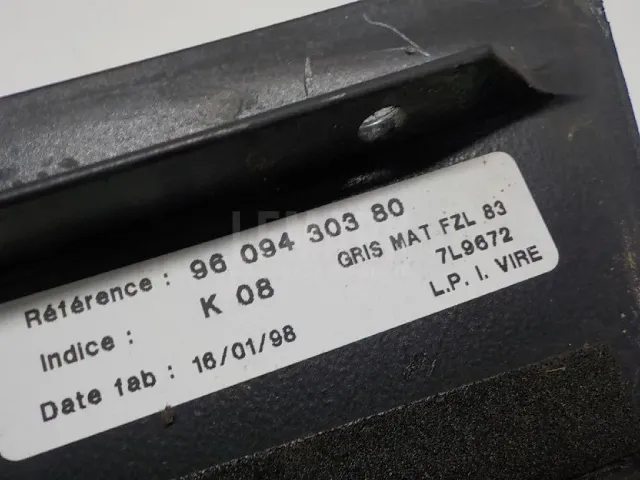 Référence : 96 094 303 80 GRIS MAT FZL 83
Indice : K 08 7L9672
Date fab : 16/01/98 L.P. I. VIRE